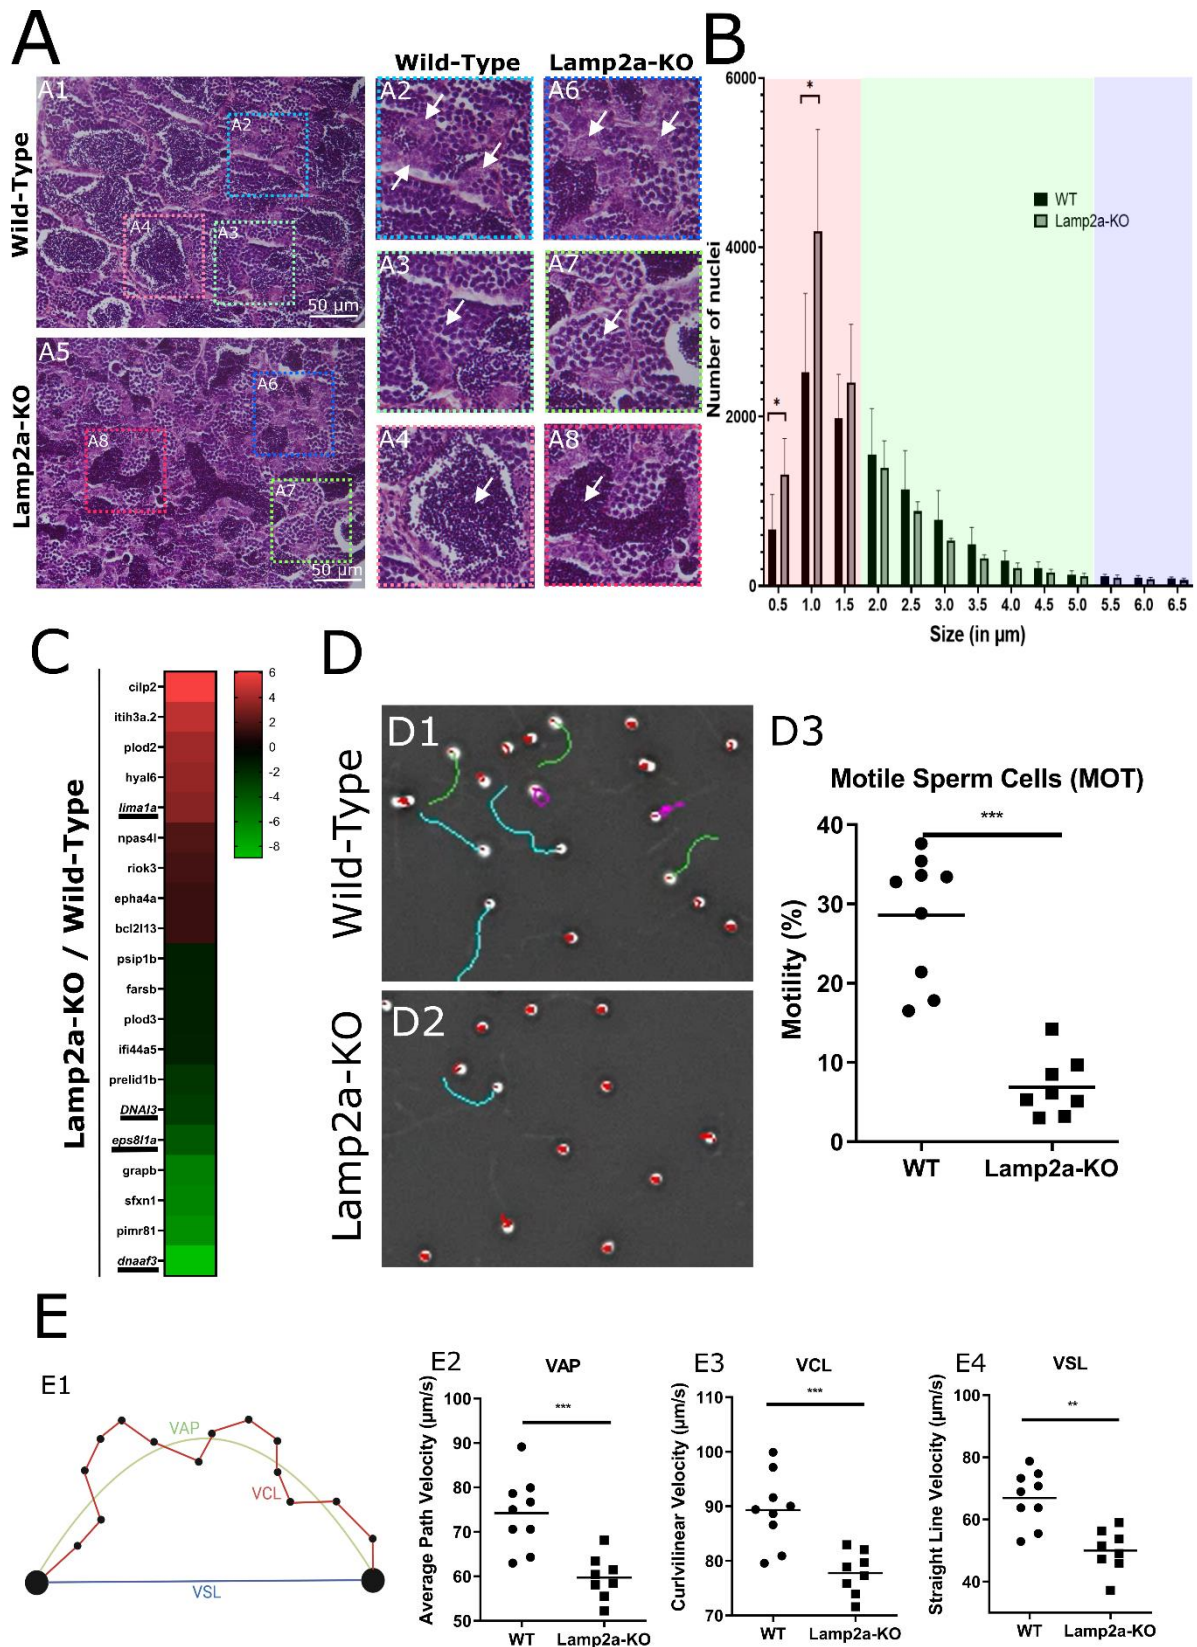 A
Wild-Type
Lamp2a-KO
Wild-Type
A1
A2
A3
A4
50 µm
Lamp2a-KO
A5
A6
A7
A8
50 µm
A2
A6
A3
A7
A4
A8
B
Number of nuclei
6000
4000
2000
0
*
*
WT
Lamp2a-KO
0.5 1.0 1.5 2.0 2.5 3.0 3.5 4.0 4.5 5.0 5.5 6.0 6.5
Size (in µm)
C
Lamp2a-KO / Wild-Type
cilp2
itih3a.2
plod2
hyal6
lima1a
npas4l
riok3
epha4a
bcl2l13
psip1b
farsb
plod3
ifi44a5
prelid1b
DNAI3
eps8l1a
grapb
sfxn1
pimr81
dnaaf3
6
4
2
0
-2
-4
-6
-8
D
Wild-Type
D1
Lamp2a-KO
D2
D3
Motile Sperm Cells (MOT)
***
Motility (%)
40
30
20
10
0
WT Lamp2a-KO
E
E1
VAP
VCL
VSL
E2
VAP
***
Average Path Velocity (µm/s)
100
90
80
70
60
50
WT Lamp2a-KO
E3
VCL
***
Curlvilinear Velocity (µm/s)
110
100
90
80
70
WT Lamp2a-KO
E4
VSL
**
Straight Line Velocity (µm/s)
100
80
60
40
WT Lamp2a-KO